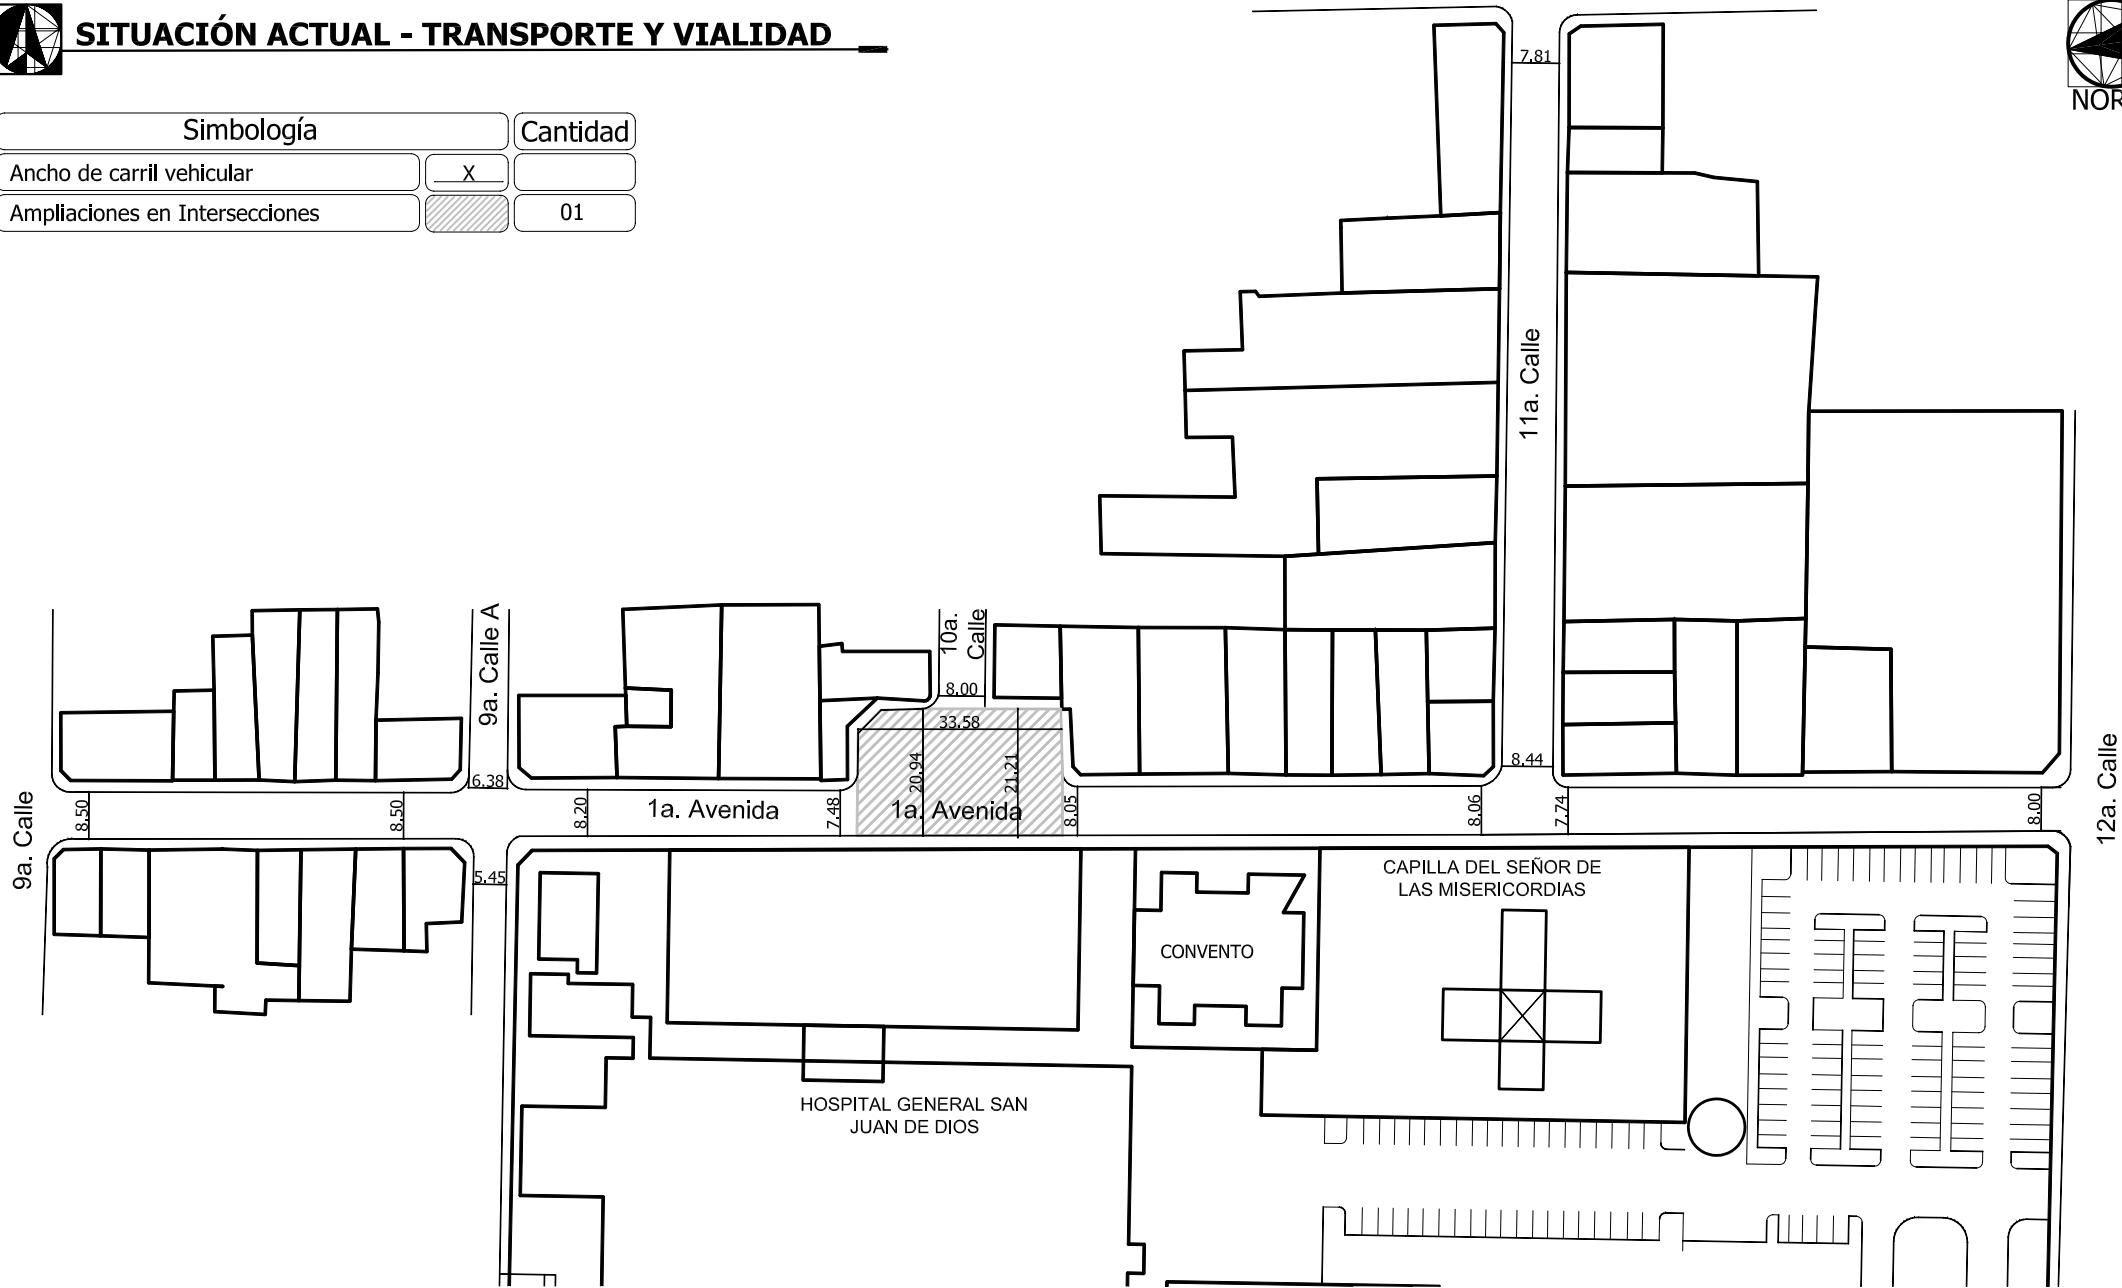 SITUACIÓN ACTUAL - TRANSPORTE Y VIALIDAD
NOR
Simbología
Cantidad
Ancho de carril vehicular
X
Ampliaciones en Intersecciones
01
7.81
11a. Calle
9a. Calle A
10a.
Calle
8.00
33.58
20.94
21.21
6.38
8.44
9a. Calle
8.50
8.50
8.20
1a. Avenida
7.48
1a. Avenida
8.05
8.06
7.74
8.00
12a. Calle
5.45
CAPILLA DEL SEÑOR DE
LAS MISERICORDIAS
CONVENTO
HOSPITAL GENERAL SAN
JUAN DE DIOS